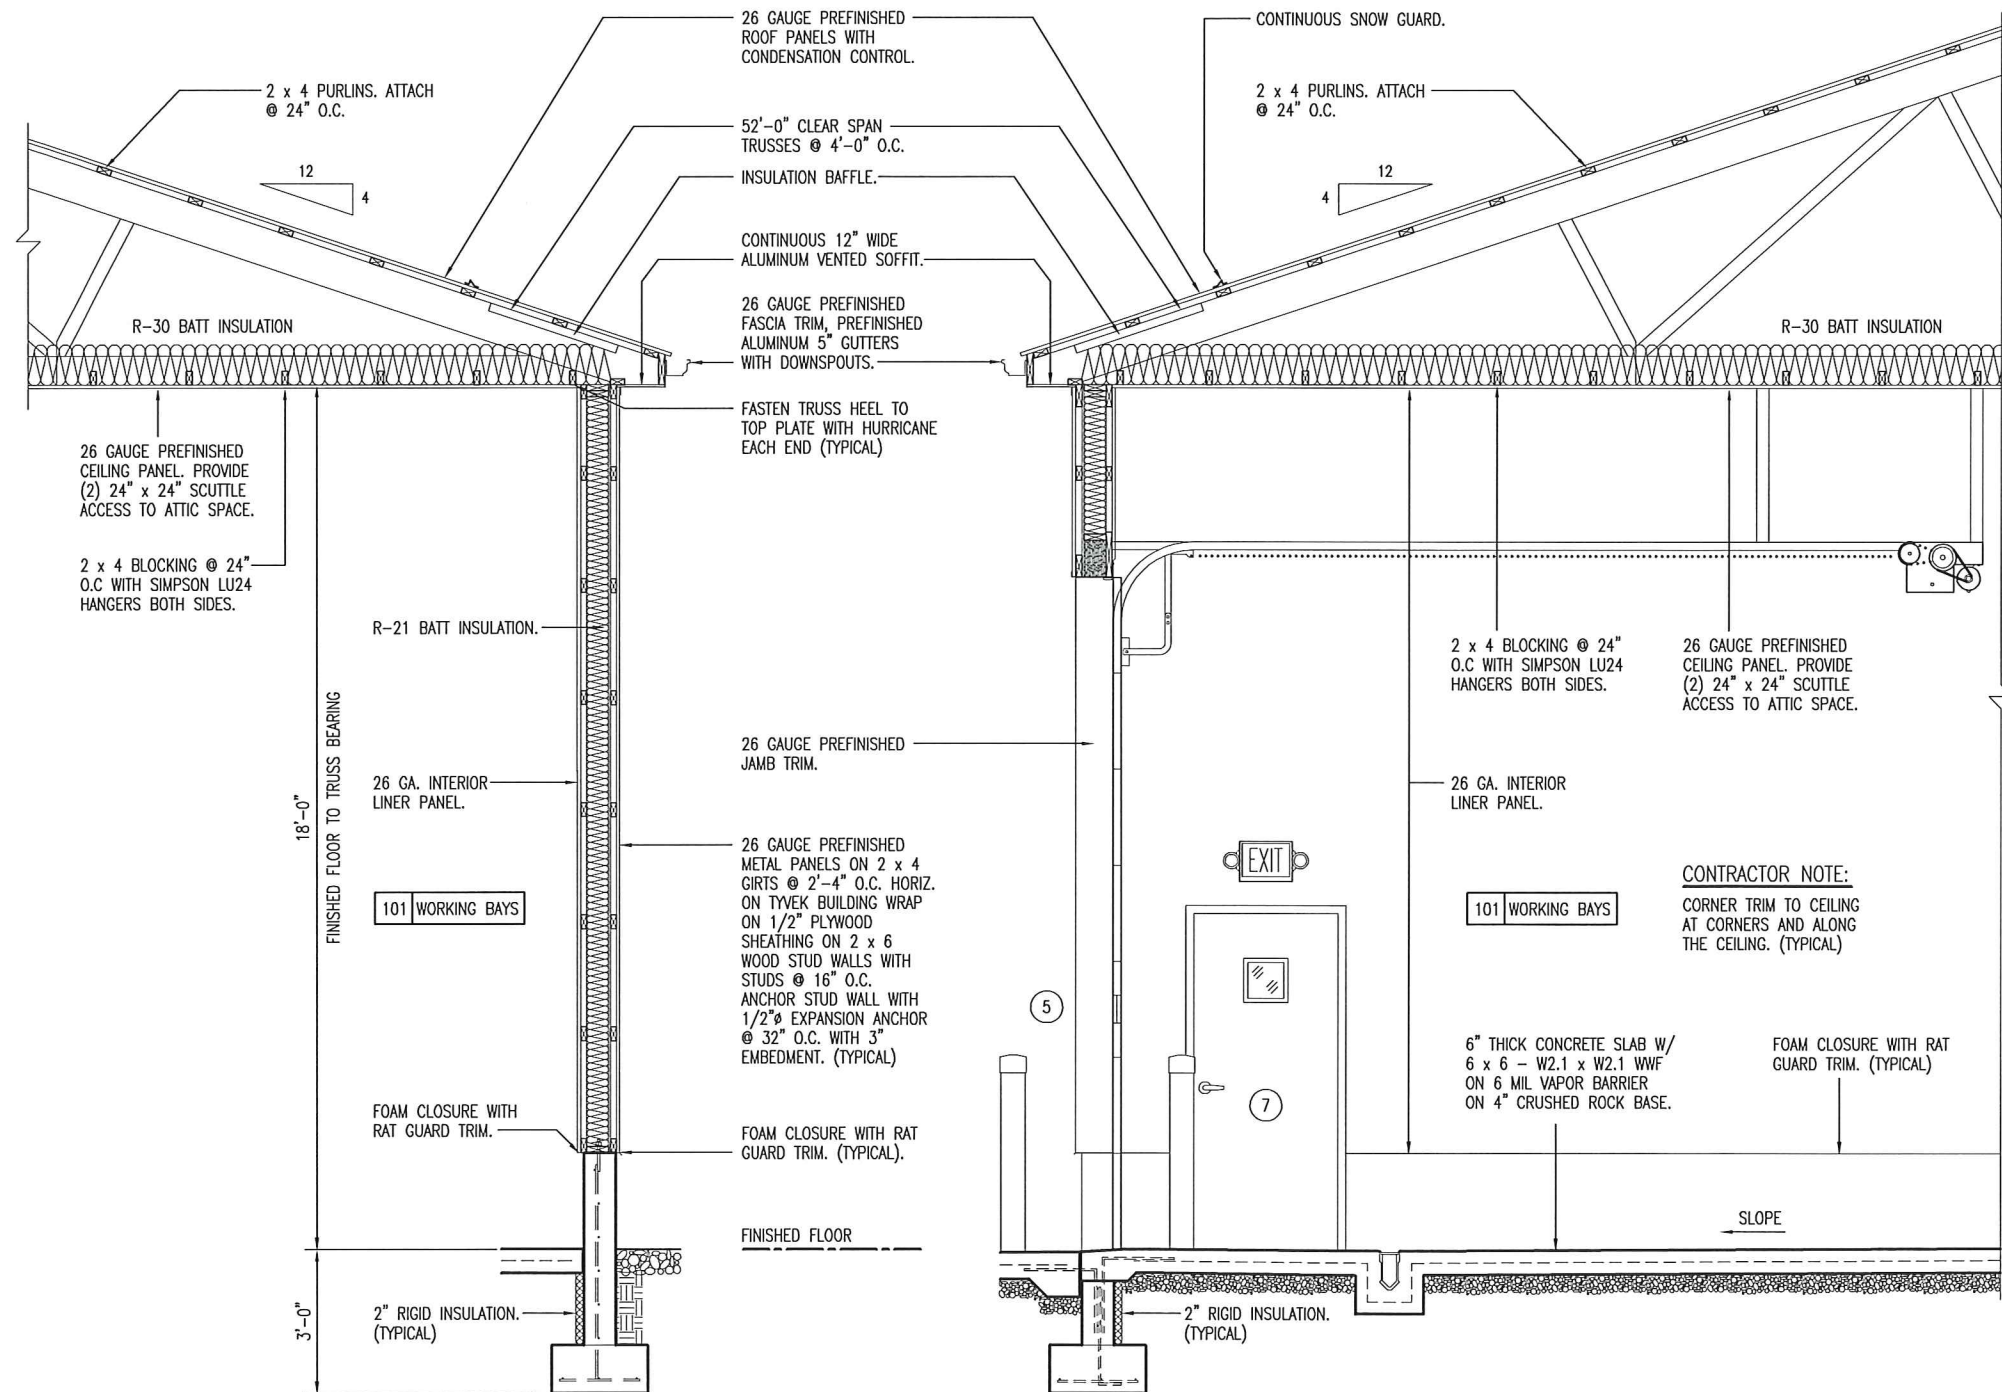 26 GAUGE PREFINISHED
ROOF PANELS WITH
CONDENSATION CONTROL.
CONTINUOUS SNOW GUARD.
2 x 4 PURLINS. ATTACH
@ 24" O.C.
2 x 4 PURLINS. ATTACH
@ 24" O.C.
52'-0" CLEAR SPAN
TRUSSES @ 4'-0" O.C.
12
4
INSULATION BAFFLE.
12
4
CONTINUOUS 12" WIDE
ALUMINUM VENTED SOFFIT.
26 GAUGE PREFINISHED
FASCIA TRIM, PREFINISHED
ALUMINUM 5" GUTTERS
WITH DOWNSPOUTS.
R-30 BATT INSULATION
R-30 BATT INSULATION
FASTEN TRUSS HEEL TO
TOP PLATE WITH HURRICANE
EACH END (TYPICAL)
26 GAUGE PREFINISHED
CEILING PANEL. PROVIDE
(2) 24" x 24" SCUTTLE
ACCESS TO ATTIC SPACE.
2 x 4 BLOCKING @ 24"
O.C WITH SIMPSON LU24
HANGERS BOTH SIDES.
R-21 BATT INSULATION.
2 x 4 BLOCKING @ 24"
O.C WITH SIMPSON LU24
HANGERS BOTH SIDES.
26 GAUGE PREFINISHED
CEILING PANEL. PROVIDE
(2) 24" x 24" SCUTTLE
ACCESS TO ATTIC SPACE.
18'-0"
FINISHED FLOOR TO TRUSS BEARING
26 GAUGE PREFINISHED
JAMB TRIM.
26 GA. INTERIOR
LINER PANEL.
26 GA. INTERIOR
LINER PANEL.
26 GAUGE PREFINISHED
METAL PANELS ON 2 x 4
GIRTS @ 2'-4" O.C. HORIZ.
ON TYVEK BUILDING WRAP
ON 1/2" PLYWOOD
SHEATHING ON 2 x 6
WOOD STUD WALLS WITH
STUDS @ 16" O.C.
ANCHOR STUD WALL WITH
1/2"ø EXPANSION ANCHOR
@ 32" O.C. WITH 3"
EMBEDMENT. (TYPICAL)
EXIT
101 WORKING BAYS
101 WORKING BAYS
CONTRACTOR NOTE:
CORNER TRIM TO CEILING
AT CORNERS AND ALONG
THE CEILING. (TYPICAL)
5
7
6" THICK CONCRETE SLAB W/
6 x 6 - W2.1 x W2.1 WWF
ON 6 MIL VAPOR BARRIER
ON 4" CRUSHED ROCK BASE.
FOAM CLOSURE WITH RAT
GUARD TRIM. (TYPICAL)
FOAM CLOSURE WITH
RAT GUARD TRIM.
FOAM CLOSURE WITH RAT
GUARD TRIM. (TYPICAL).
FINISHED FLOOR
SLOPE
3'-0"
2" RIGID INSULATION.
(TYPICAL)
2" RIGID INSULATION.
(TYPICAL)